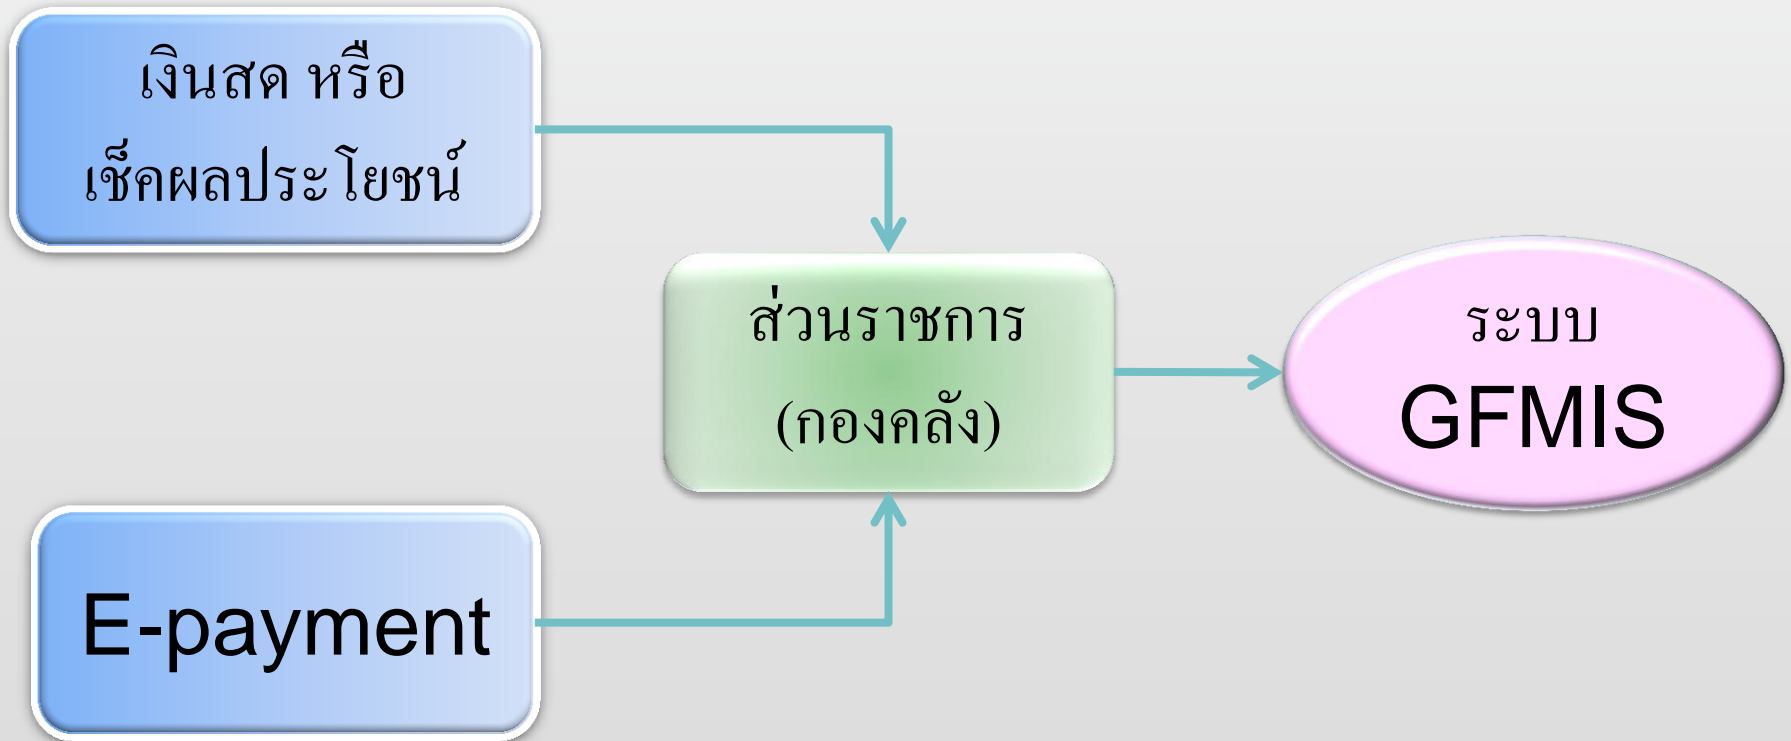 เงินสด หรือ
เช็คผลประโยชน์
ส่วนราชการ
(กองคลัง)
ระบบ
GFMIS
E-payment